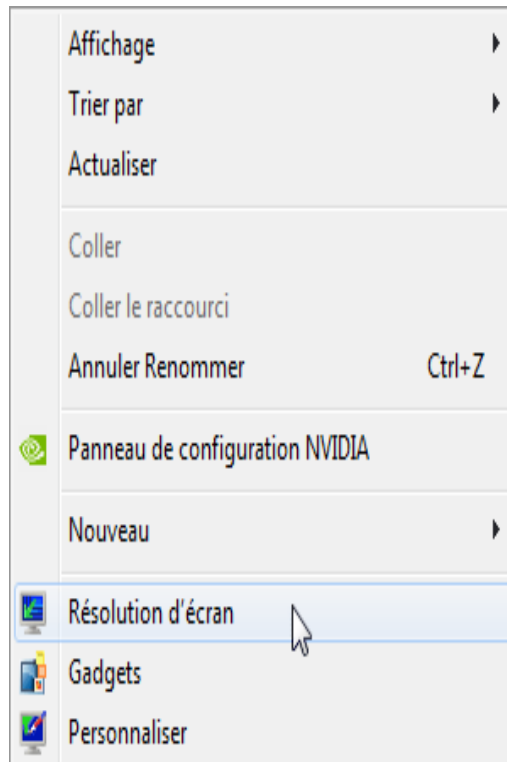 Affichage
Trier par
Actualiser
Coller
Coller le raccourci
Annuler Renommer Ctrl+Z
Panneau de configuration NVIDIA
Nouveau
Résolution d'écran
Gadgets
Personnaliser